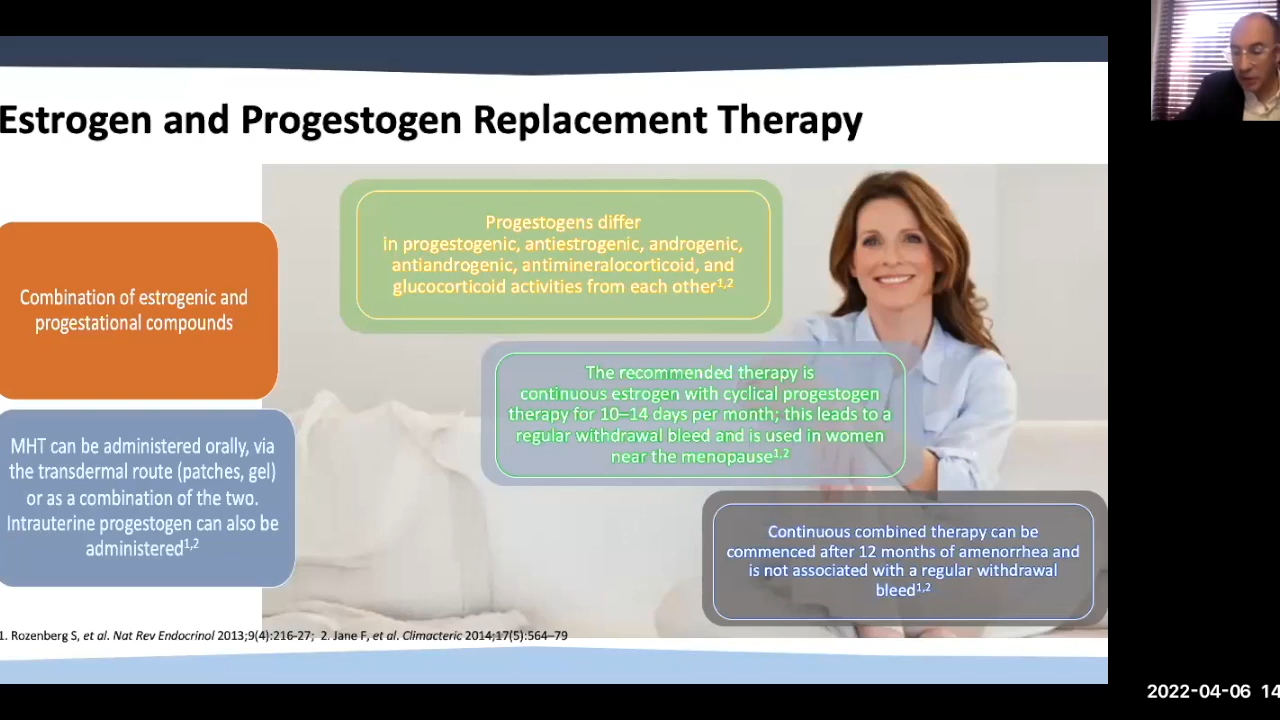 Estrogen and Progestogen Replacement Therapy
Progestogens differ
in progestogenic, antiestrogenic, androgenic,
antiandrogenic, antimineralocorticoid, and
glucocorticoid activities from each other1,2
Combination of estrogenic and
progestational compounds
The recommended therapy is
continuous estrogen with cyclical progestogen
therapy for 10–14 days per month; this leads to a
regular withdrawal bleed and is used in women
near the menopause1,2
MHT can be administered orally, via
the transdermal route (patches, gel)
or as a combination of the two.
Intrauterine progestogen can also be
administered1,2
Continuous combined therapy can be
commenced after 12 months of amenorrhea and
is not associated with a regular withdrawal
bleed1,2
1. Rozenberg S, et al. Nat Rev Endocrinol 2013;9(4):216-27; 2. Jane F, et al. Climacteric 2014;17(5):564–79
2022-04-06 14